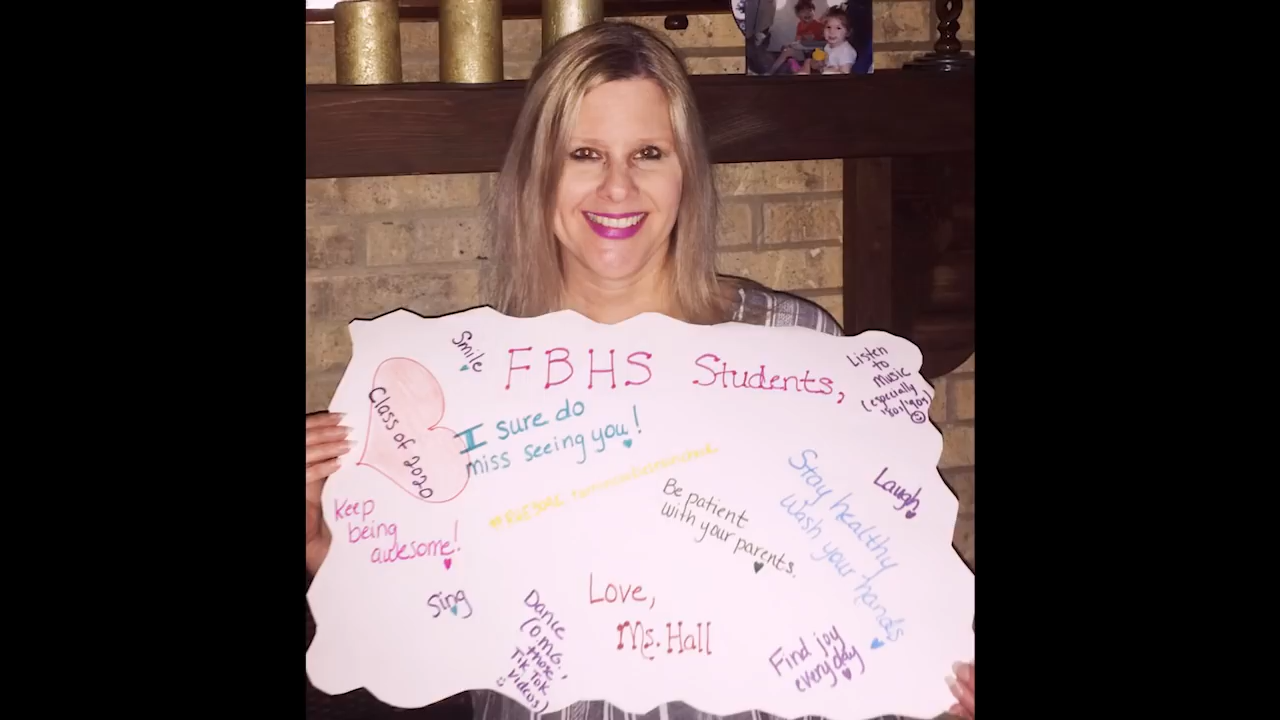 Smile
FBHS Students,
Listen
to
music
(especially
'80s/'90s)
Class of 2020
I sure do
miss seeing you!
Be patient
with your parents.
Stay healthy
Wash your hands
Laugh
Keep
being
awesome!
Sing
Dance
(OMG,
those
TikTok
videos)
Love,
Ms. Hall
Find joy
everyday